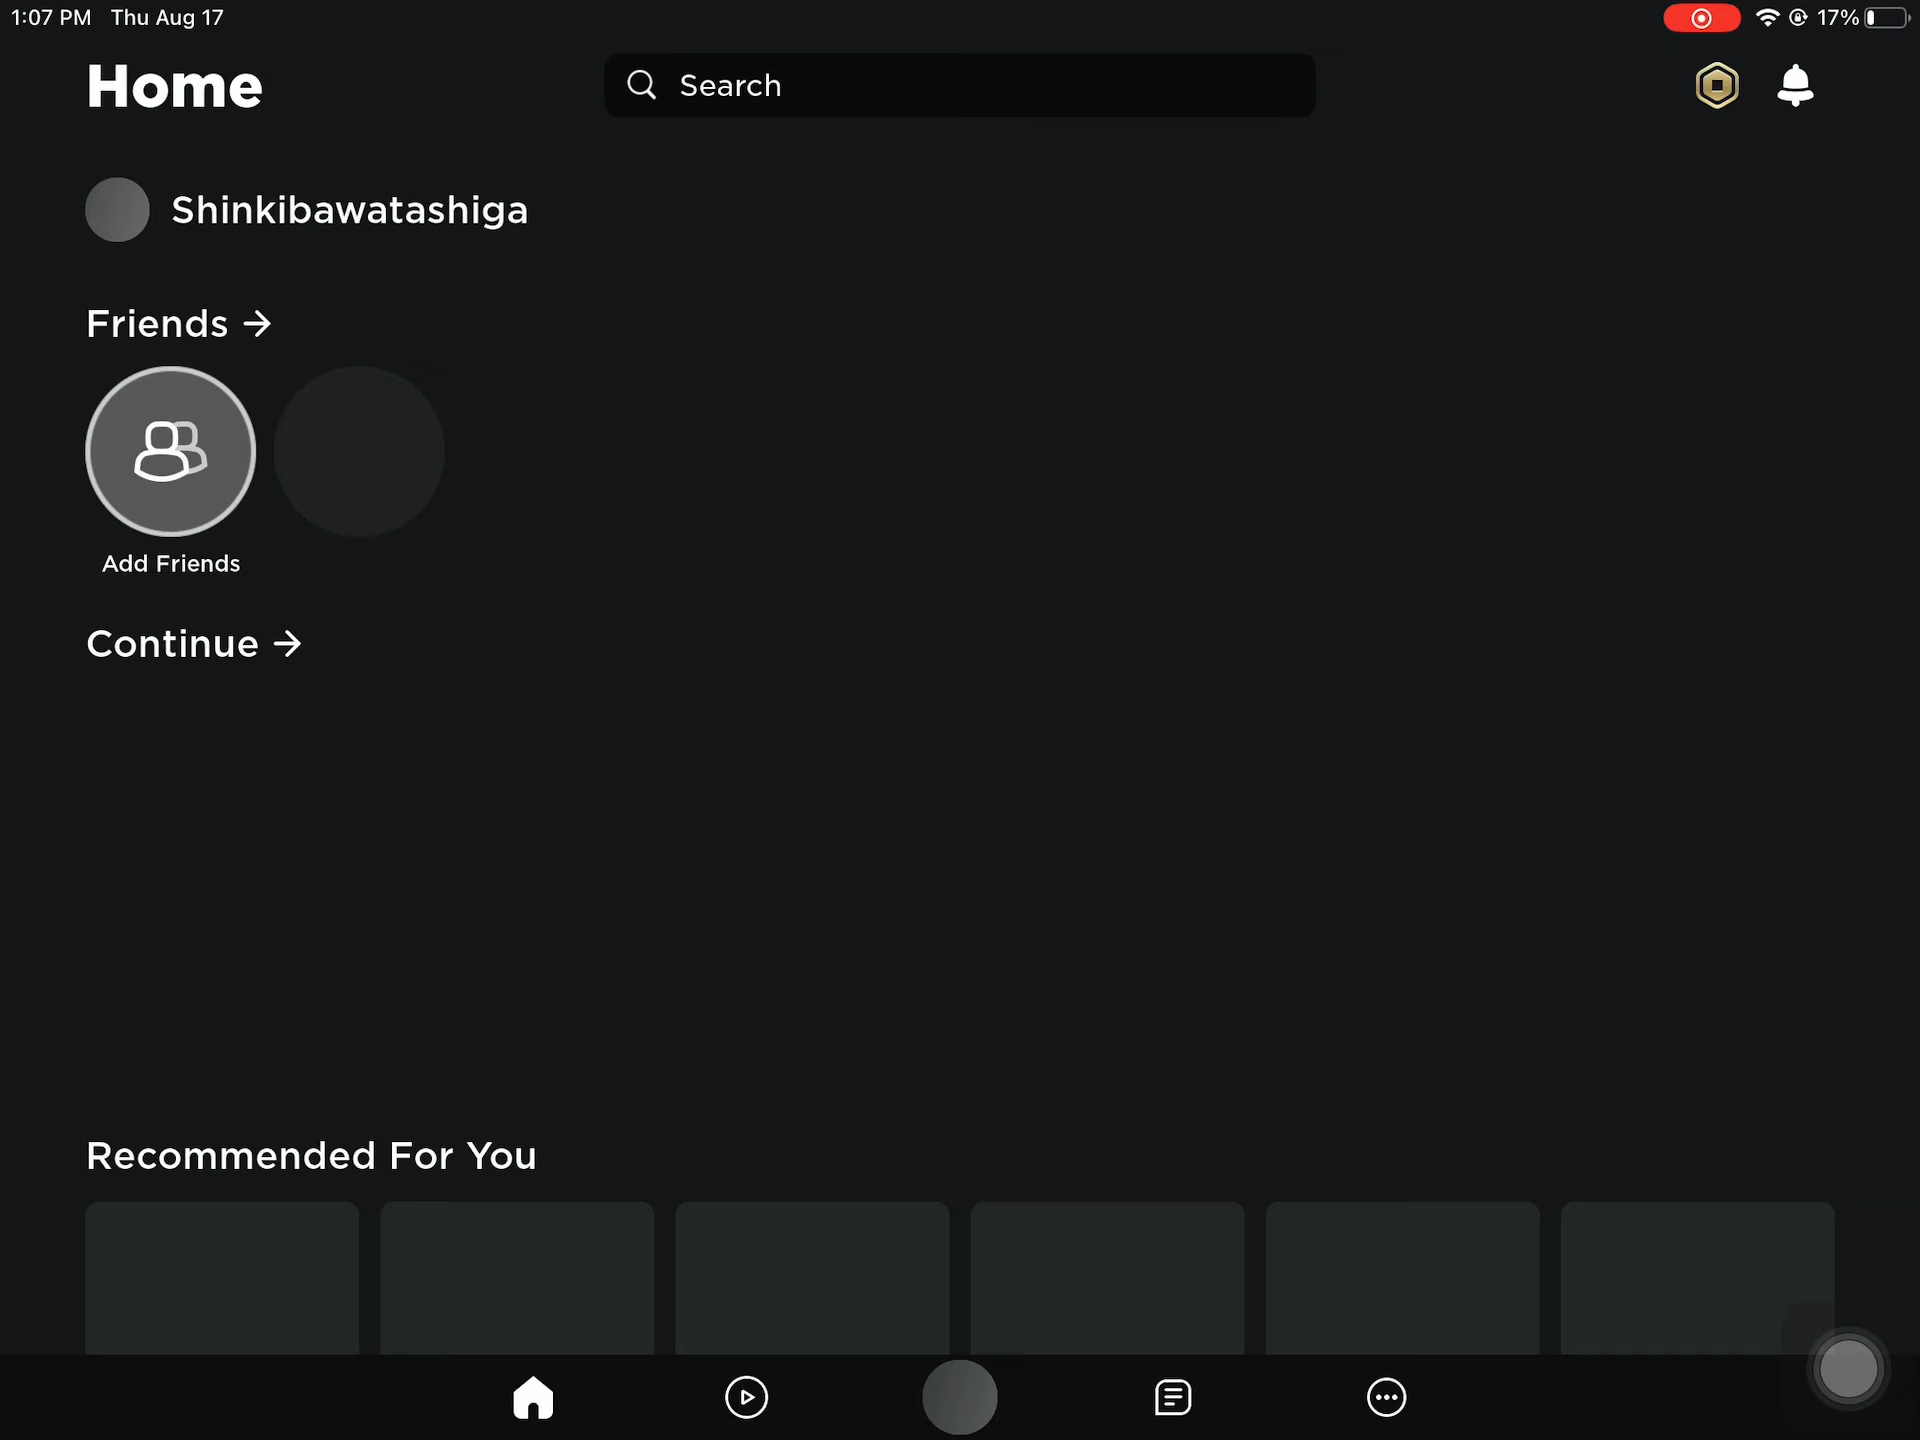 1:07 PM Thu Aug 17
17%
Home
Search
Shinkibawatashiga
Friends →
Add Friends
Continue →
Recommended For You